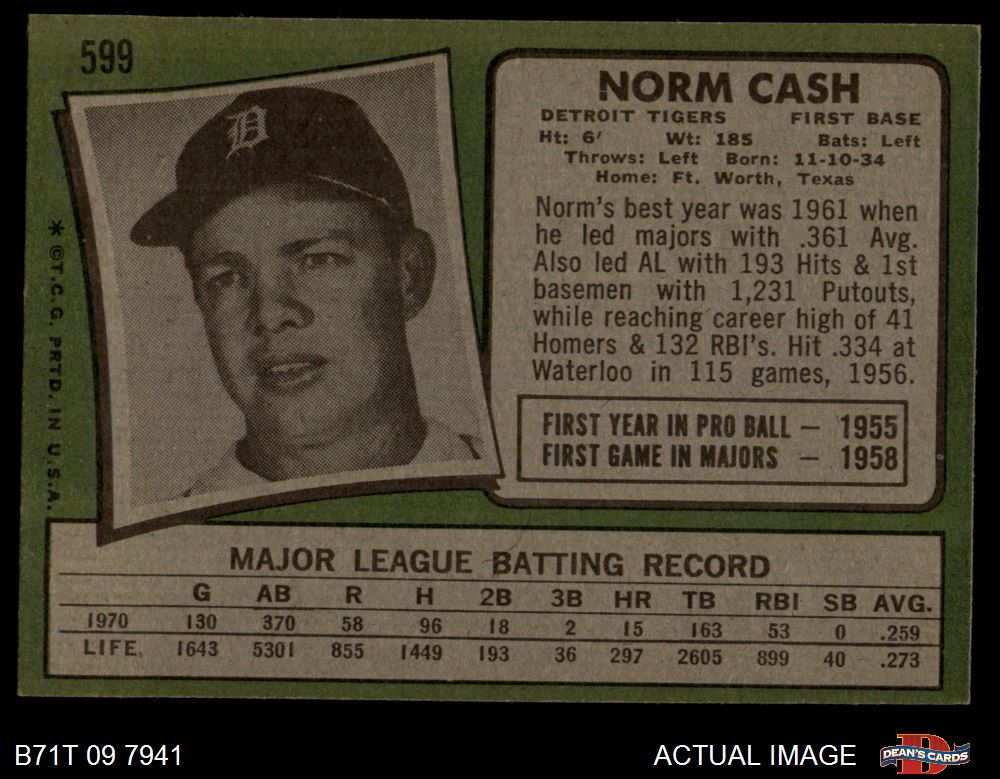 599
D
NORM CASH
DETROIT TIGERS FIRST BASE
Ht: 6' Wt: 185 Bats: Left
Throws: Left Born: 11-10-34
Home: Ft. Worth, Texas
Norm's best year was 1961 when
he led majors with .361 Avg.
Also led AL with 193 Hits & 1st
basemen with 1,231 Putouts,
while reaching career high of 41
Homers & 132 RBI's. Hit .334 at
Waterloo in 115 games, 1956.
FIRST YEAR IN PRO BALL — 1955
FIRST GAME IN MAJORS — 1958
* ©T.C.G. PRTD. IN U.S.A.
MAJOR LEAGUE BATTING RECORD
G AB R H 2B 3B HR TB RBI SB AVG.
1970 130 370 58 96 18 2 15 163 53 0 .259
LIFE. 1643 5301 855 1449 193 36 297 2605 899 40 .273
B71T 09 7941
ACTUAL IMAGE
D
DEAN'S CARDS